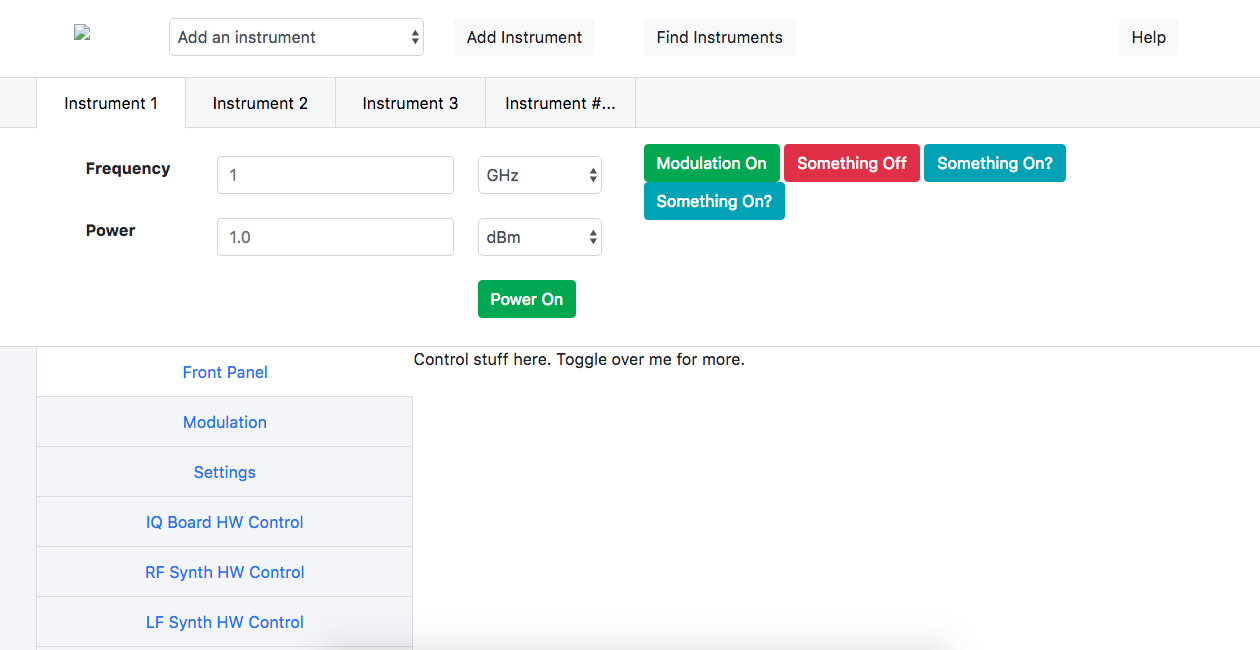 Add an instrument Add Instrument Find Instruments Help
Instrument 1 Instrument 2 Instrument 3 Instrument #...
Frequency 1 GHz Modulation On Something Off Something On?
Something On?
Power 1.0 dBm
Power On
Control stuff here. Toggle over me for more.
Front Panel
Modulation
Settings
IQ Board HW Control
RF Synth HW Control
LF Synth HW Control